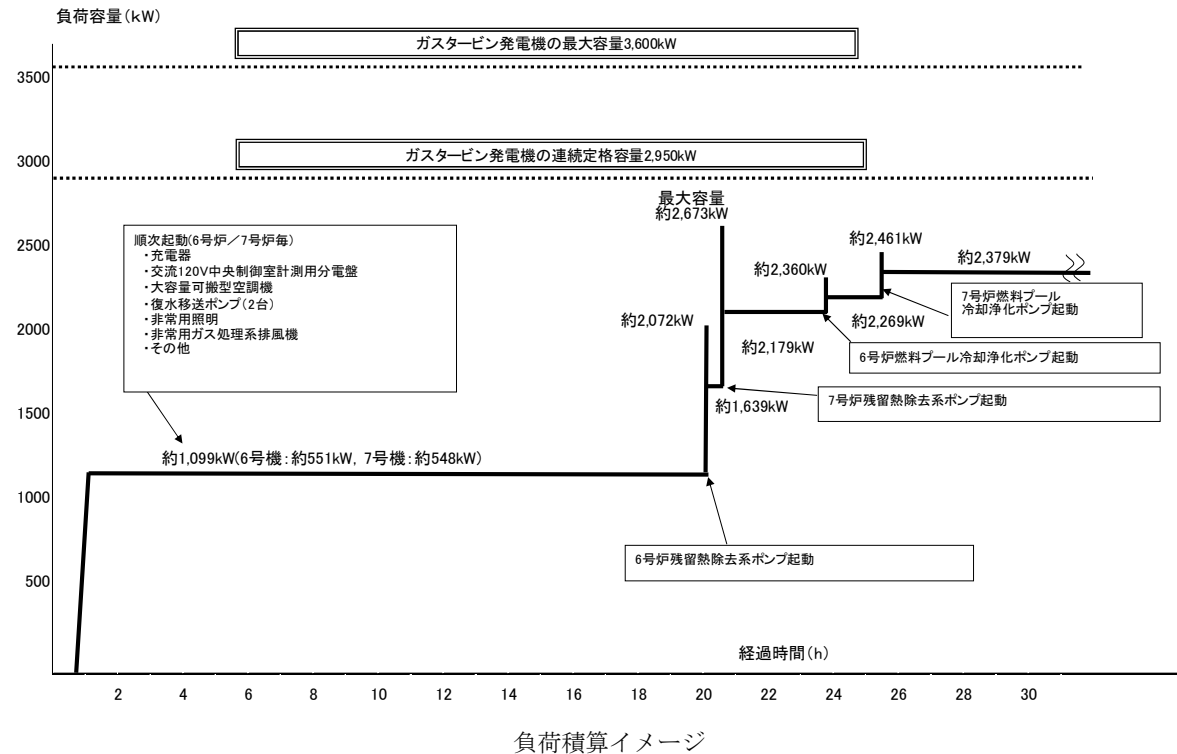 負荷容量(kW)
ガスタービン発電機の最大容量3,600kW
3500
ガスタービン発電機の連続定格容量2,950kW
3000
最大容量
約2,673kW
順次起動(6号炉/7号炉毎)
・充電器
・交流120V中央制御室計測用分電盤
・大容量可搬型空調機
・復水移送ポンプ(2台)
・非常用照明
・非常用ガス処理系排風機
・その他
2500
約2,461kW
約2,379kW
約2,360kW
7号炉燃料プール
冷却浄化ポンプ起動
2000
約2,072kW
約2,269kW
約2,179kW
6号炉燃料プール冷却浄化ポンプ起動
1500
約1,639kW
7号炉残留熱除去系ポンプ起動
約1,099kW(6号機:約551kW, 7号機:約548kW)
1000
6号炉残留熱除去系ポンプ起動
500
経過時間(h)
2 4 6 8 10 12 14 16 18 20 22 24 26 28 30
負荷積算イメージ